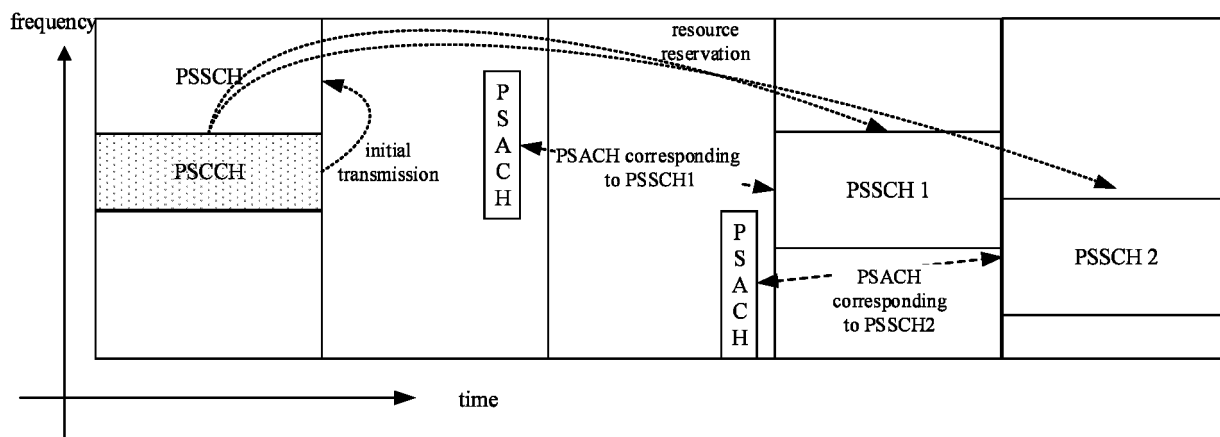 frequency
PSSCH
resource
reservation
P
S
A
C
H
initial
transmission
PSCCH
PSACH corresponding
to PSSCH1
PSSCH 1
P
S
A
C
H
PSACH
corresponding
to PSSCH2
PSSCH 2
time